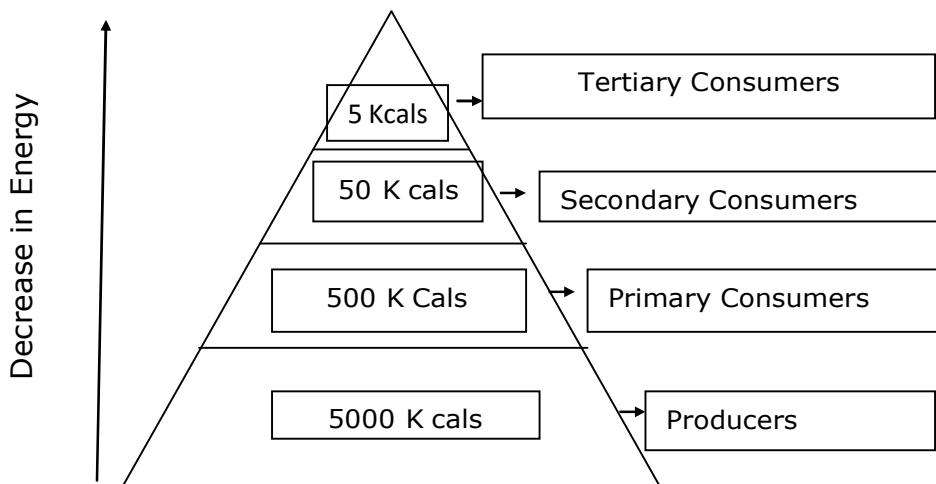 Decrease in Energy
5 Kcals
Tertiary Consumers
50 K cals
Secondary Consumers
500 K Cals
Primary Consumers
5000 K cals
Producers